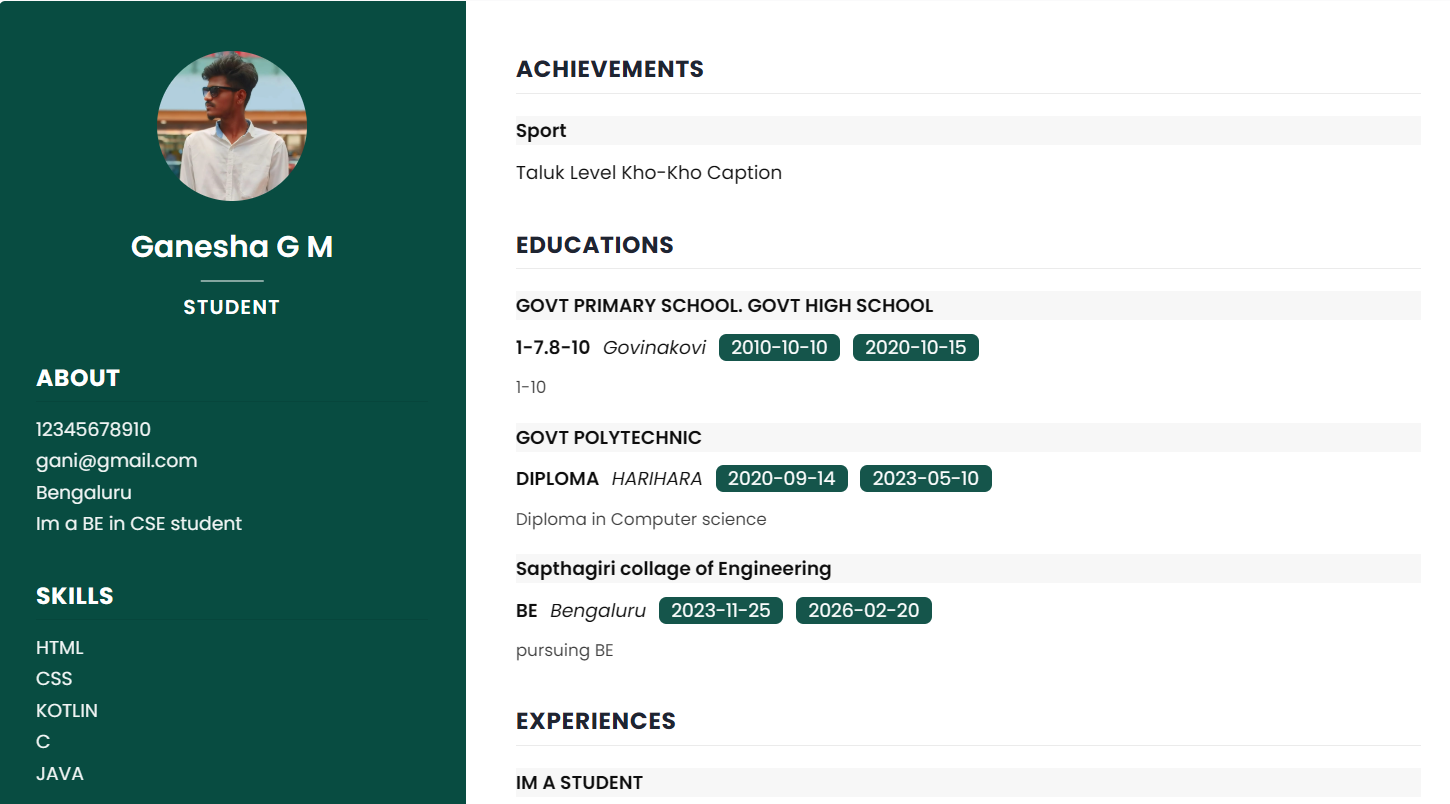 Ganesha G M
STUDENT
ABOUT
12345678910
gani@gmail.com
Bengaluru
Im a BE in CSE student
SKILLS
HTML
CSS
KOTLIN
C
JAVA
ACHIEVEMENTS
Sport
Taluk Level Kho-Kho Caption
EDUCATIONS
GOVT PRIMARY SCHOOL. GOVT HIGH SCHOOL
1-7.8-10 Govinakovi 2010-10-10 2020-10-15
1-10
GOVT POLYTECHNIC
DIPLOMA HARIHARA 2020-09-14 2023-05-10
Diploma in Computer science
Sapthagiri collage of Engineering
BE Bengaluru 2023-11-25 2026-02-20
pursuing BE
EXPERIENCES
IM A STUDENT